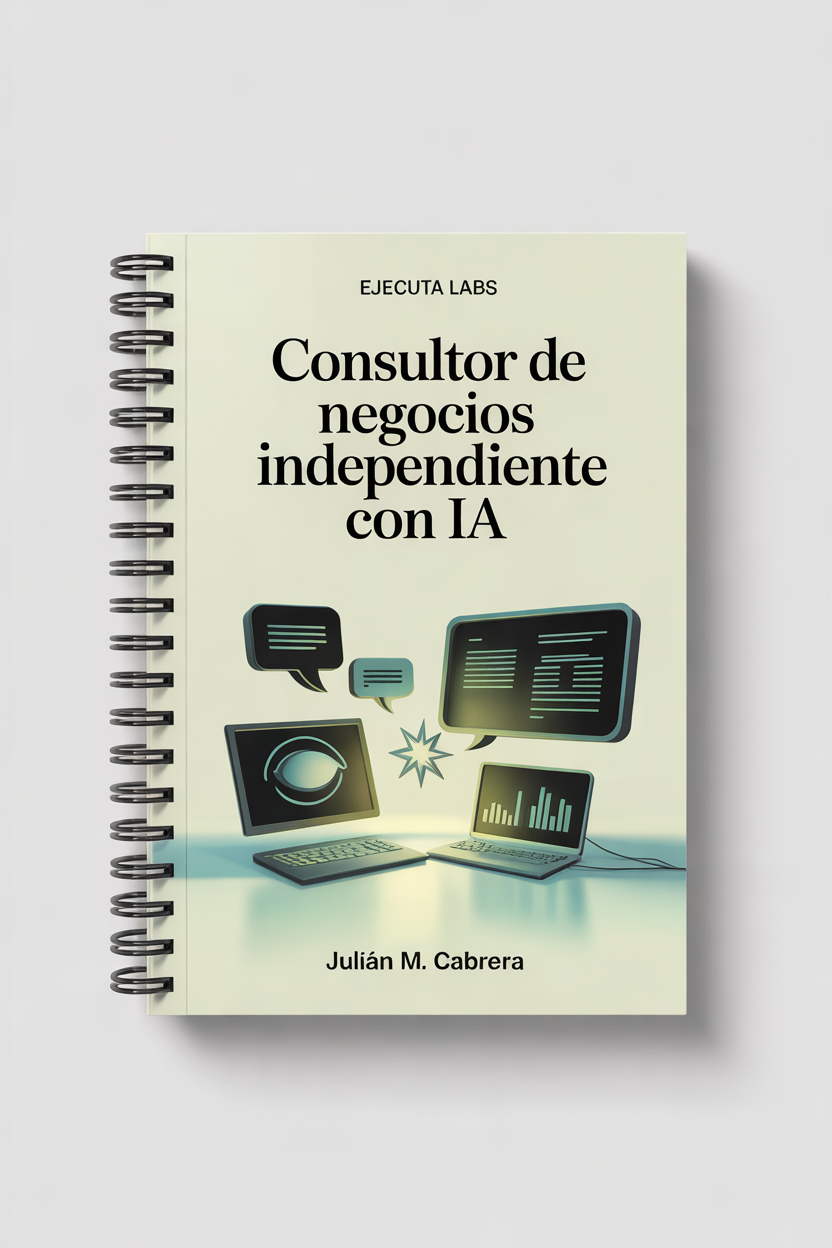 EJECUTA LABS
Consultor de
negocios
independiente
con IA
Julián M. Cabrera